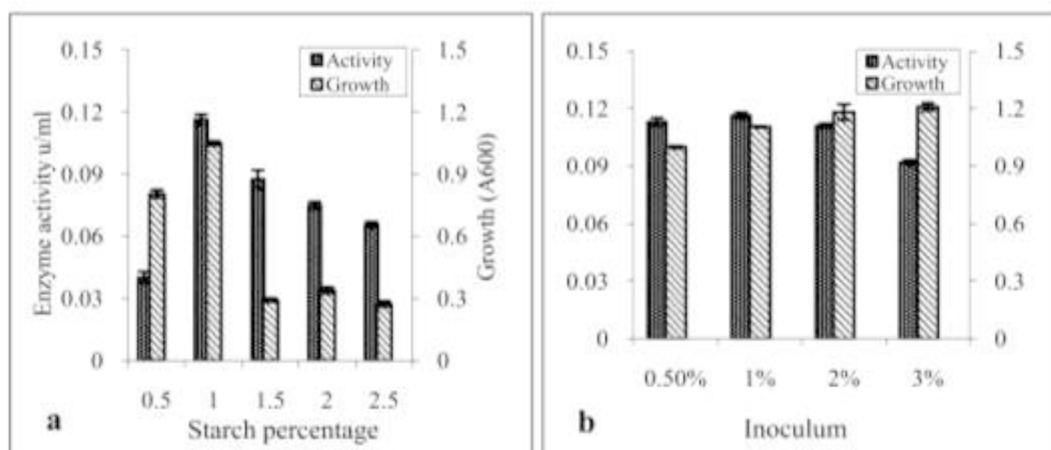 0.15
0.12
0.09
0.06
0.03
0
Enzyme activity u/ml
1.5
1.2
0.9
0.6
0.3
0
Growth (A600)
Activity
Growth
0.5 1 1.5 2 2.5
a
Starch percentage
0.15
0.12
0.09
0.06
0.03
0
1.5
1.2
0.9
0.6
0.3
0
Activity
Growth
0.50% 1% 2% 3%
b
Inoculum